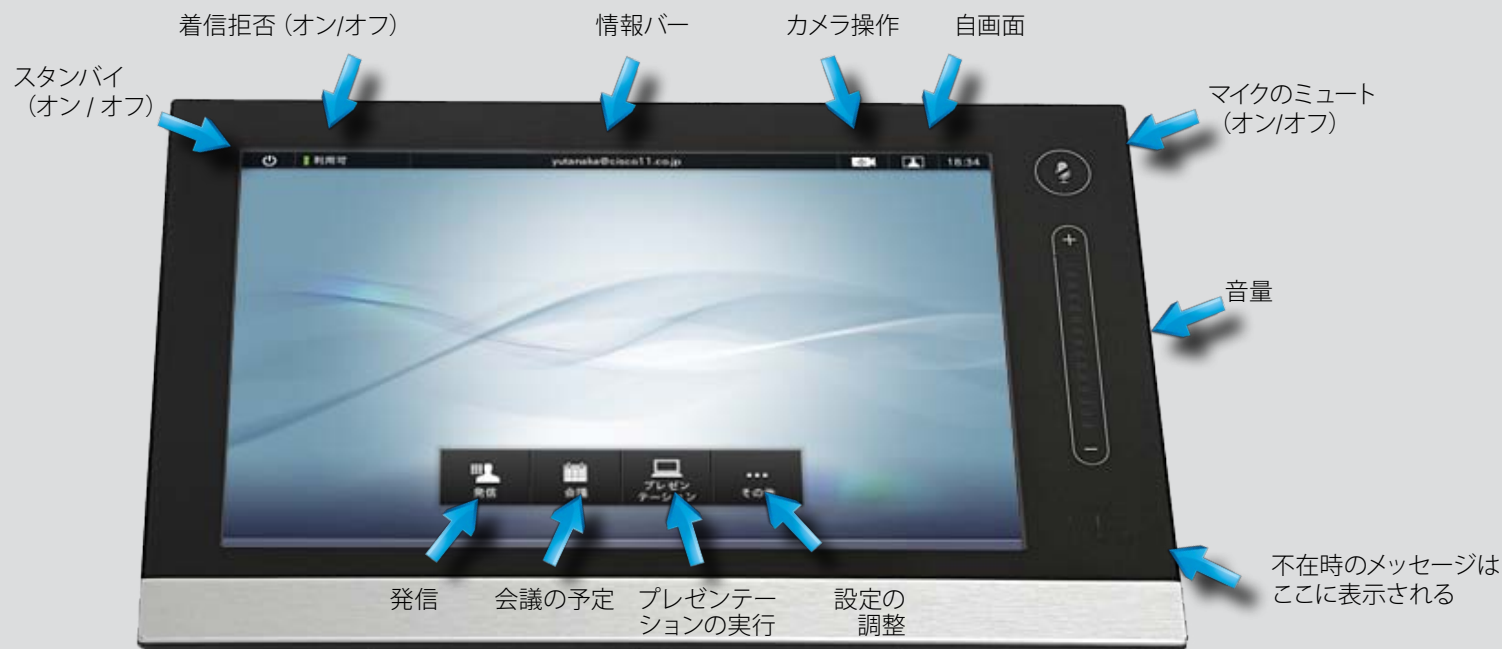 着信拒否（オン/オフ）
情報バー
カメラ操作
自画面
スタンバイ
（オン / オフ）
マイクのミュート
（オン/オフ）
利用可
yutanaka@cisco11.co.jp
16:34
+
音量
−
発信
会議
プレゼン
テーション
その他
発信
会議の予定
プレゼンテー
ションの実行
設定の
調整
不在時のメッセージは
ここに表示される